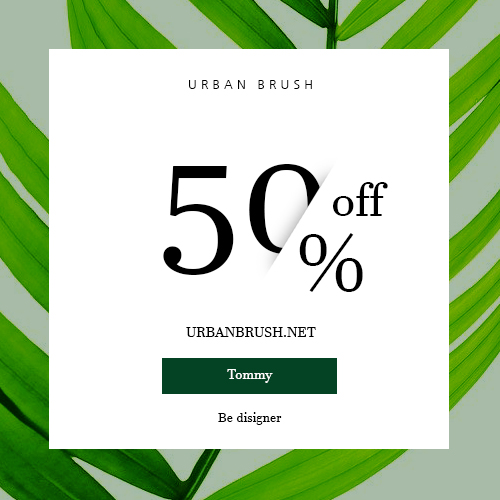 URBAN BRUSH
50 off
%
URBANBRUSH.NET
Tommy
Be disigner